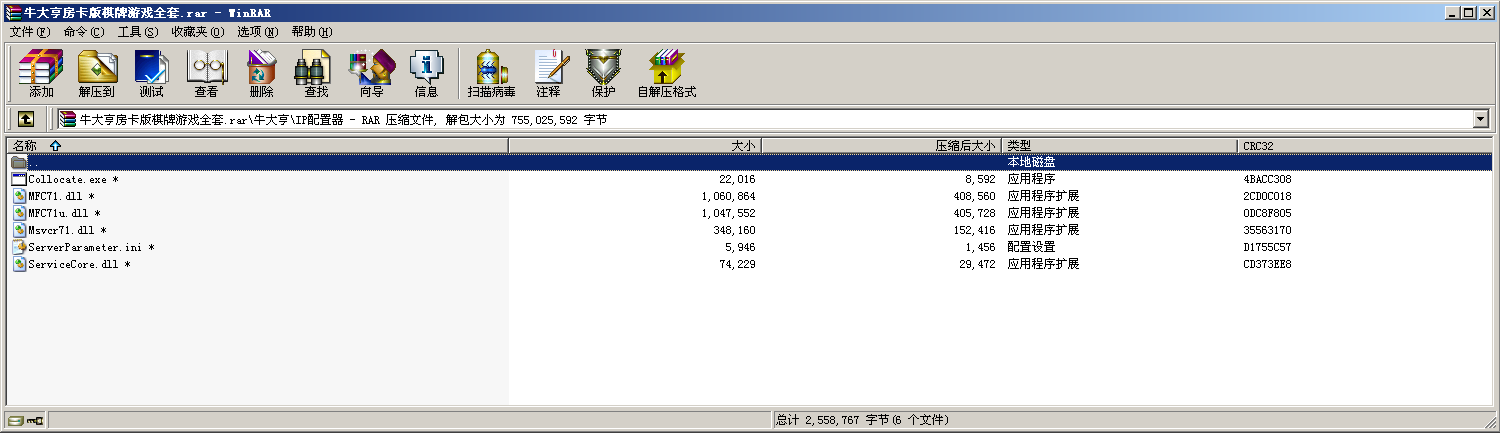 牛大亨房卡版棋牌游戏全套.rar - WinRAR
文件(F) 命令(C) 工具(S) 收藏夹(O) 选项(N) 帮助(H)
添加 解压到 测试 查看 删除 查找 向导 信息 扫描病毒 注释 保护 自解压格式
牛大亨房卡版棋牌游戏全套.rar\牛大亨\IP配置器 - RAR 压缩文件, 解包大小为 755,025,592 字节
名称 大小 压缩后大小 类型 CRC32
.. 本地磁盘
Collocate.exe * 22,016 8,592 应用程序 4BACC308
MFC71.dll * 1,060,864 408,560 应用程序扩展 2CD0C018
MFC71u.dll * 1,047,552 405,728 应用程序扩展 0DC8F805
Msvcr71.dll * 348,160 152,416 应用程序扩展 35563170
ServerParameter.ini * 5,946 1,456 配置设置 D1755C57
ServiceCore.dll * 74,229 29,472 应用程序扩展 CD373EE8
总计 2,558,767 字节(6 个文件)